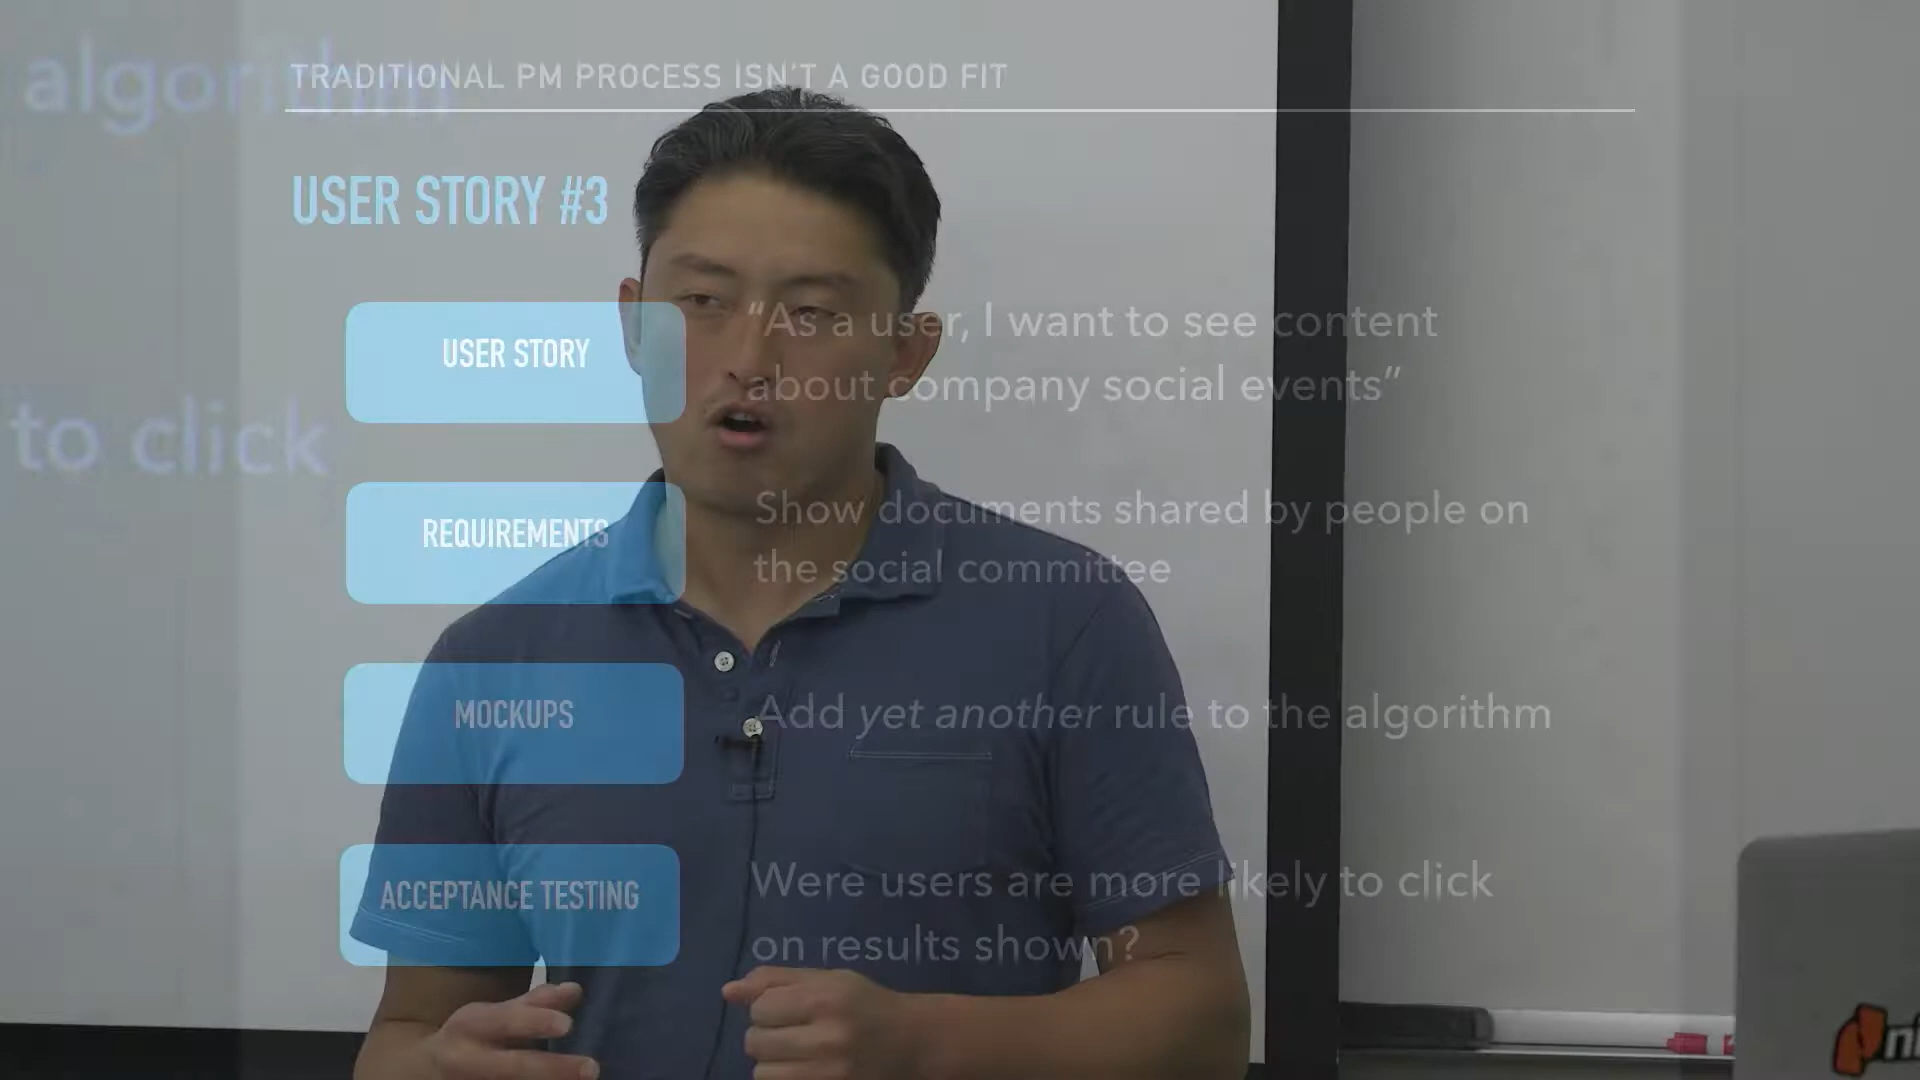 algorithm
TRADITIONAL PM PROCESS ISN'T A GOOD FIT
USER STORY #3
USER STORY
"As a user, I want to see content
about company social events"
to click
REQUIREMENTS
Show documents shared by people on
the social committee
MOCKUPS
Add yet another rule to the algorithm
ACCEPTANCE TESTING
Were users are more likely to click
on results shown?